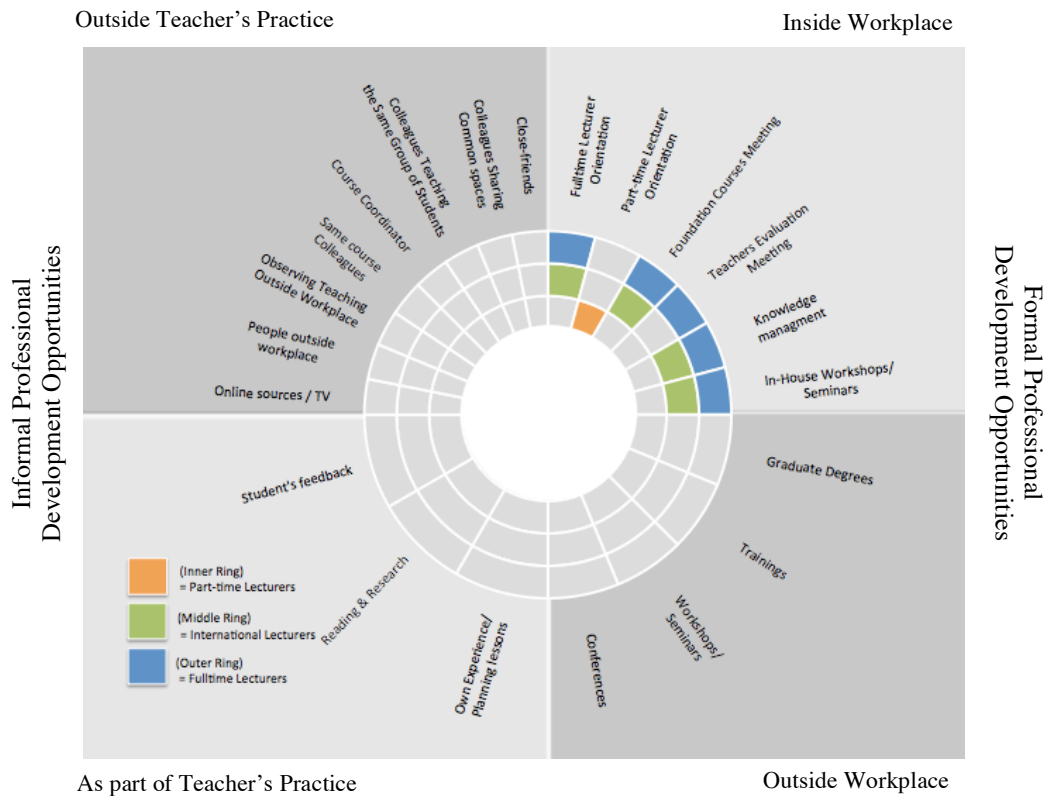 Outside Teacher's Practice
Inside Workplace
Informal Professional
Development Opportunities
Formal Professional
Development Opportunities
Online sources / TV
People outside
workplace
Observing Teaching
Outside Workplace
Same course
Colleagues
Course Coordinator
Colleagues Teaching
the Same Group of Students
Colleagues Sharing
Common spaces
Close-friends
Fulltime Lecturer
Orientation
Part-time Lecturer
Orientation
Foundation Courses Meeting
Teachers Evaluation
Meeting
Knowledge
managment
In-House Workshops/
Seminars
Graduate Degrees
Trainings
Workshops/
Seminars
Conferences
Own Experience/
Planning lessons
Reading & Research
Student's feedback
(Inner Ring)
= Part-time Lecturers
(Middle Ring)
= International Lecturers
(Outer Ring)
= Fulltime Lecturers
As part of Teacher's Practice
Outside Workplace